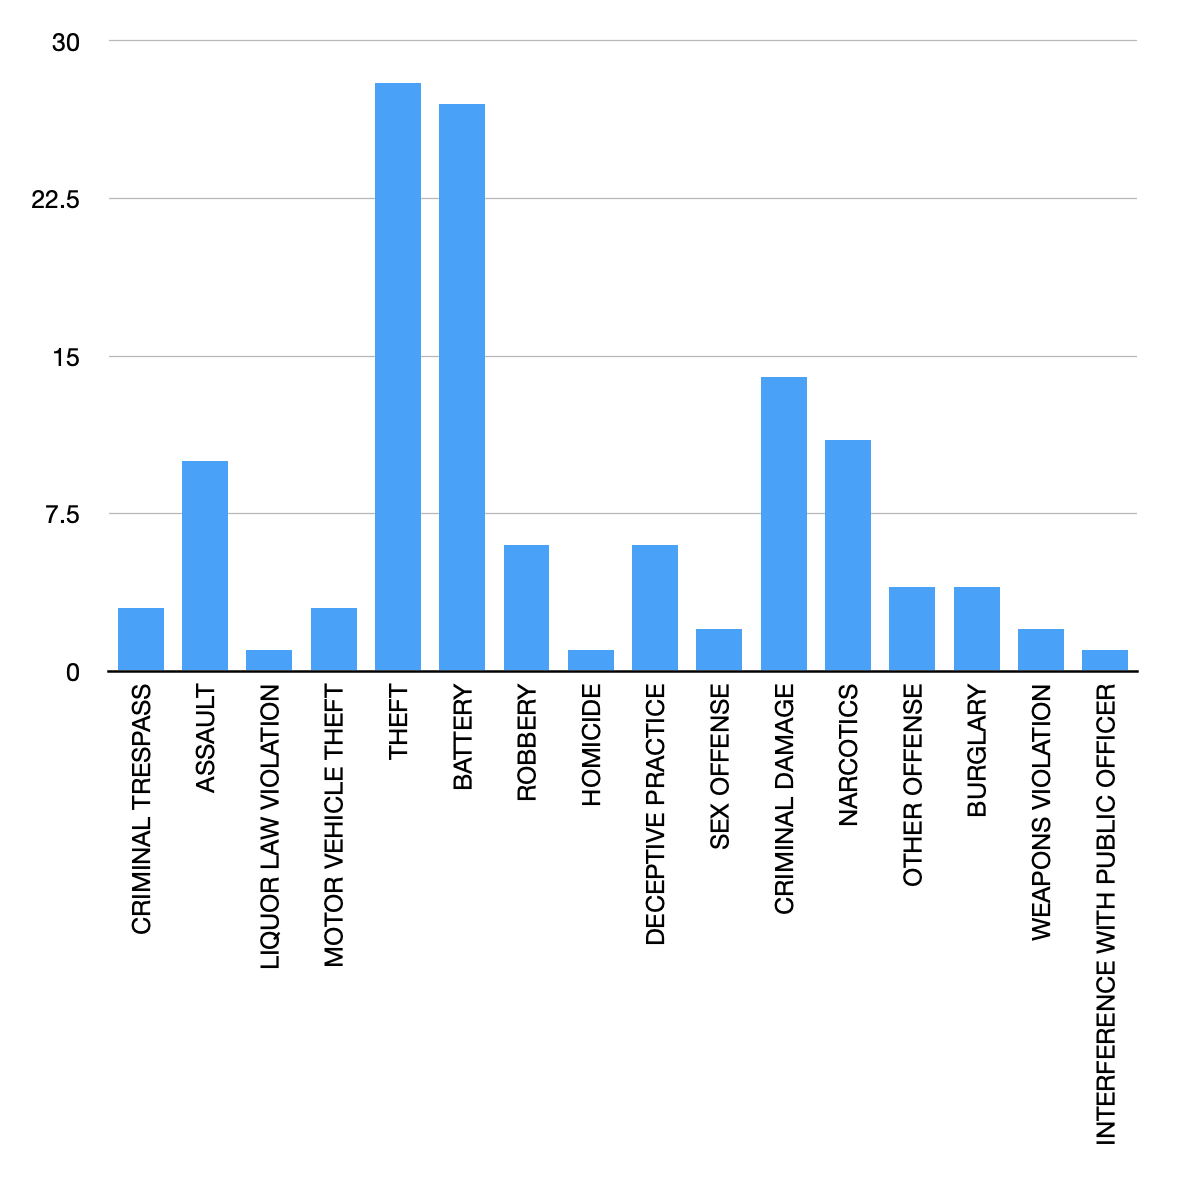 30
22.5
15
7.5
0
CRIMINAL TRESPASS
ASSAULT
LIQUOR LAW VIOLATION
MOTOR VEHICLE THEFT
THEFT
BATTERY
ROBBERY
HOMICIDE
DECEPTIVE PRACTICE
SEX OFFENSE
CRIMINAL DAMAGE
NARCOTICS
OTHER OFFENSE
BURGLARY
WEAPONS VIOLATION
INTERFERENCE WITH PUBLIC OFFICER